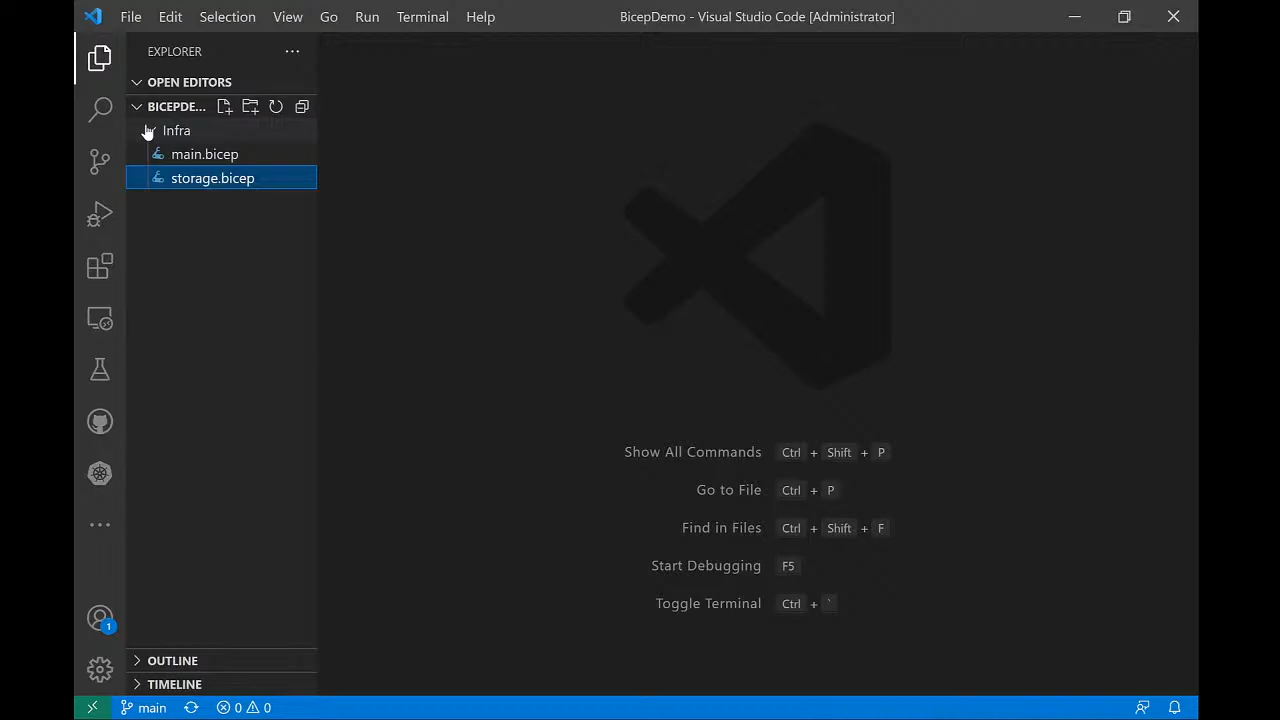 File Edit Selection View Go Run Terminal Help BicepDemo - Visual Studio Code [Administrator]
EXPLORER
OPEN EDITORS
BICEPDE...
Infra
main.bicep
storage.bicep
Show All Commands Ctrl + Shift + P
Go to File Ctrl + P
Find in Files Ctrl + Shift + F
Start Debugging F5
Toggle Terminal Ctrl + `
1
OUTLINE
TIMELINE
main 0 0